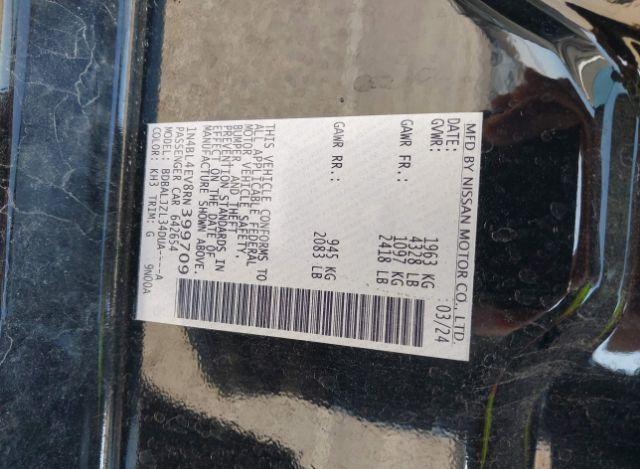 MFD BY NISSAN MOTOR CO., LTD.
DATE: 03/24
GVWR: 1963 KG
4328 LB
GAWR FR: 1097 KG
2418 LB
GAWR RR: 945 KG
2083 LB
THIS VEHICLE CONFORMS TO
ALL APPLICABLE FEDERAL
MOTOR VEHICLE SAFETY,
BUMPER, AND THEFT
PREVENTION STANDARDS IN
EFFECT ON THE DATE OF
MANUFACTURE SHOWN ABOVE.
1N4BL4EV8RN399709
PASSENGER CAR 642654
MODEL: BDBALJZL34DUA----A
COLOR: KH3 TRIM: G 9N00A